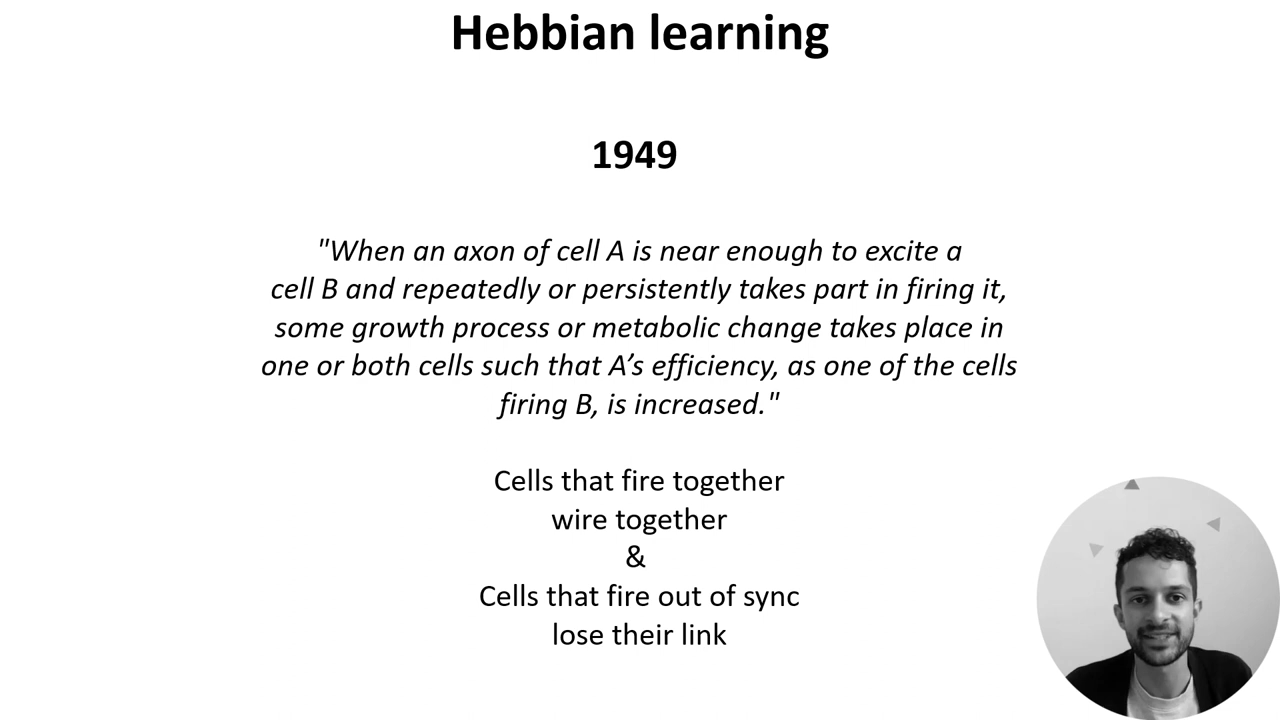 Hebbian learning
1949
"When an axon of cell A is near enough to excite a
cell B and repeatedly or persistently takes part in firing it,
some growth process or metabolic change takes place in
one or both cells such that A’s efficiency, as one of the cells
firing B, is increased."
Cells that fire together
wire together
&
Cells that fire out of sync
lose their link